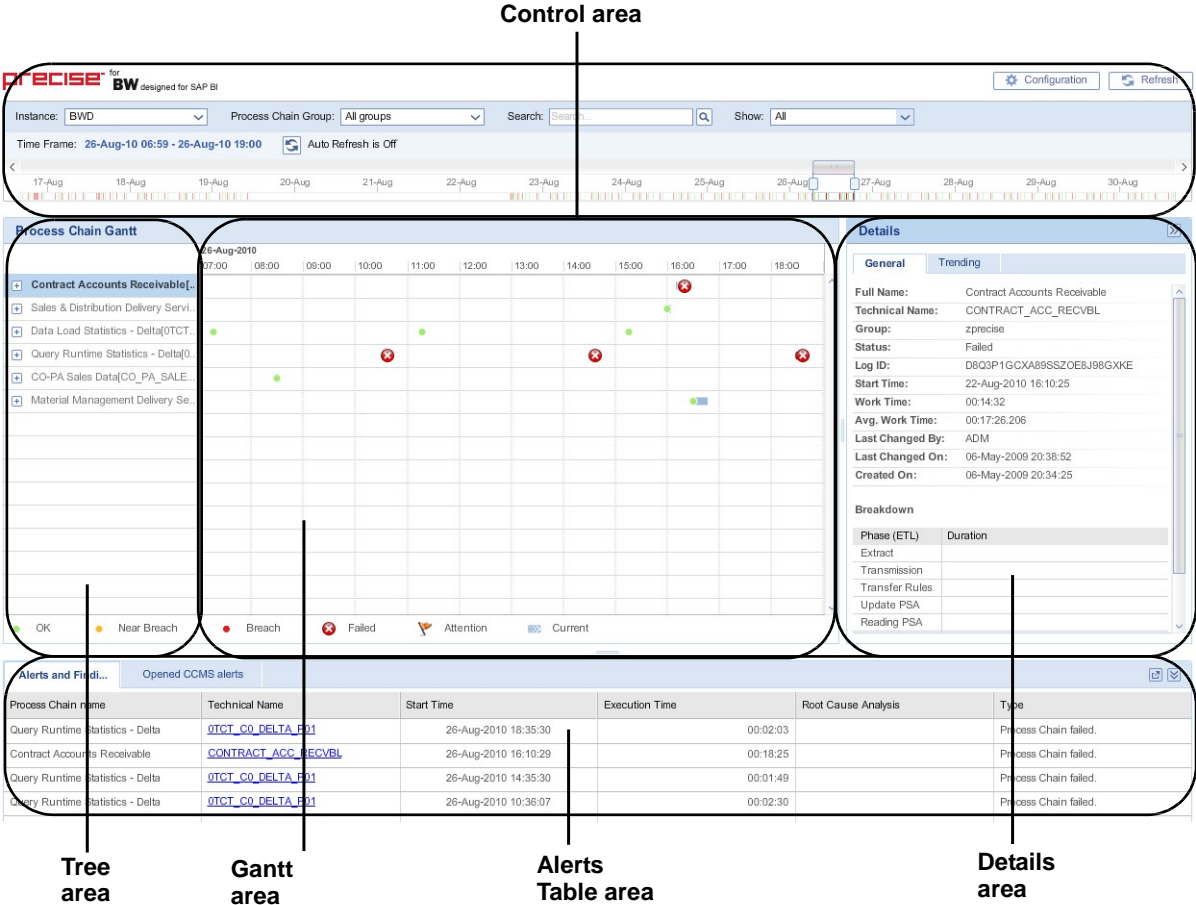 Control area
precise for BW designed for SAP BI
Configuration Refresh
Instance: BWD Process Chain Group: All groups Search: Search... Show: All
Time Frame: 26-Aug-10 06:59 - 26-Aug-10 19:00 Auto Refresh is Off
17-Aug 18-Aug 19-Aug 20-Aug 21-Aug 22-Aug 23-Aug 24-Aug 25-Aug 26-Aug 27-Aug 28-Aug 29-Aug 30-Aug
Process Chain Gantt
26-Aug-2010
07:00 08:00 09:00 10:00 11:00 12:00 13:00 14:00 15:00 16:00 17:00 18:00
Contract Accounts Receivable[..
Sales & Distribution Delivery Servi..
Data Load Statistics - Delta[0TCT..
Query Runtime Statistics - Delta[0..
CO-PA Sales Data[CO_PA_SALE...
Material Management Delivery Se..
OK Near Breach Breach Failed Attention Current
Details
General Trending
Full Name: Contract Accounts Receivable
Technical Name: CONTRACT_ACC_RECVBL
Group: zprecise
Status: Failed
Log ID: D8Q3P1GCXA89SSZOE8J98GXKE
Start Time: 22-Aug-2010 16:10:25
Work Time: 00:14:32
Avg. Work Time: 00:17:26.206
Last Changed By: ADM
Last Changed On: 06-May-2009 20:38:52
Created On: 06-May-2009 20:34:25
Breakdown
Phase (ETL) Duration
Extract
Transmission
Transfer Rules
Update PSA
Reading PSA
Alerts and Findi... Opened CCMS alerts
Process Chain name Technical Name Start Time Execution Time Root Cause Analysis Type
Query Runtime Statistics - Delta 0TCT_C0_DELTA_P01 26-Aug-2010 18:35:30 00:02:03 Process Chain failed.
Contract Accounts Receivable CONTRACT_ACC_RECVBL 26-Aug-2010 16:10:29 00:18:25 Process Chain failed.
Query Runtime Statistics - Delta 0TCT_C0_DELTA_P01 26-Aug-2010 14:35:30 00:01:49 Process Chain failed.
Query Runtime Statistics - Delta 0TCT_C0_DELTA_P01 26-Aug-2010 10:36:07 00:02:30 Process Chain failed.
Tree area
Gantt area
Alerts Table area
Details area